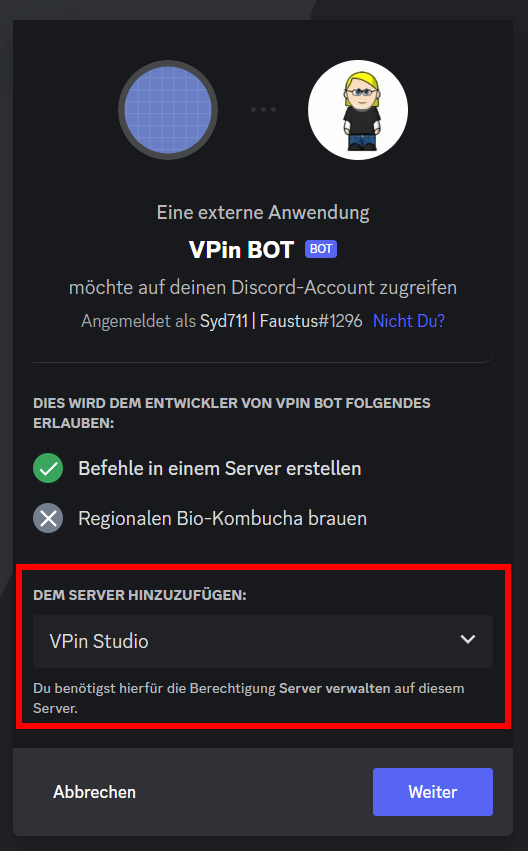 Eine externe Anwendung
VPin BOT BOT
möchte auf deinen Discord-Account zugreifen
Angemeldet als Syd711 | Faustus#1296 Nicht Du?
DIES WIRD DEM ENTWICKLER VON VPIN BOT FOLGENDES
ERLAUBEN:
Befehle in einem Server erstellen
Regionalen Bio-Kombucha brauen
DEM SERVER HINZUZUFÜGEN:
VPin Studio
Du benötigst hierfür die Berechtigung Server verwalten auf diesem
Server.
Abbrechen Weiter